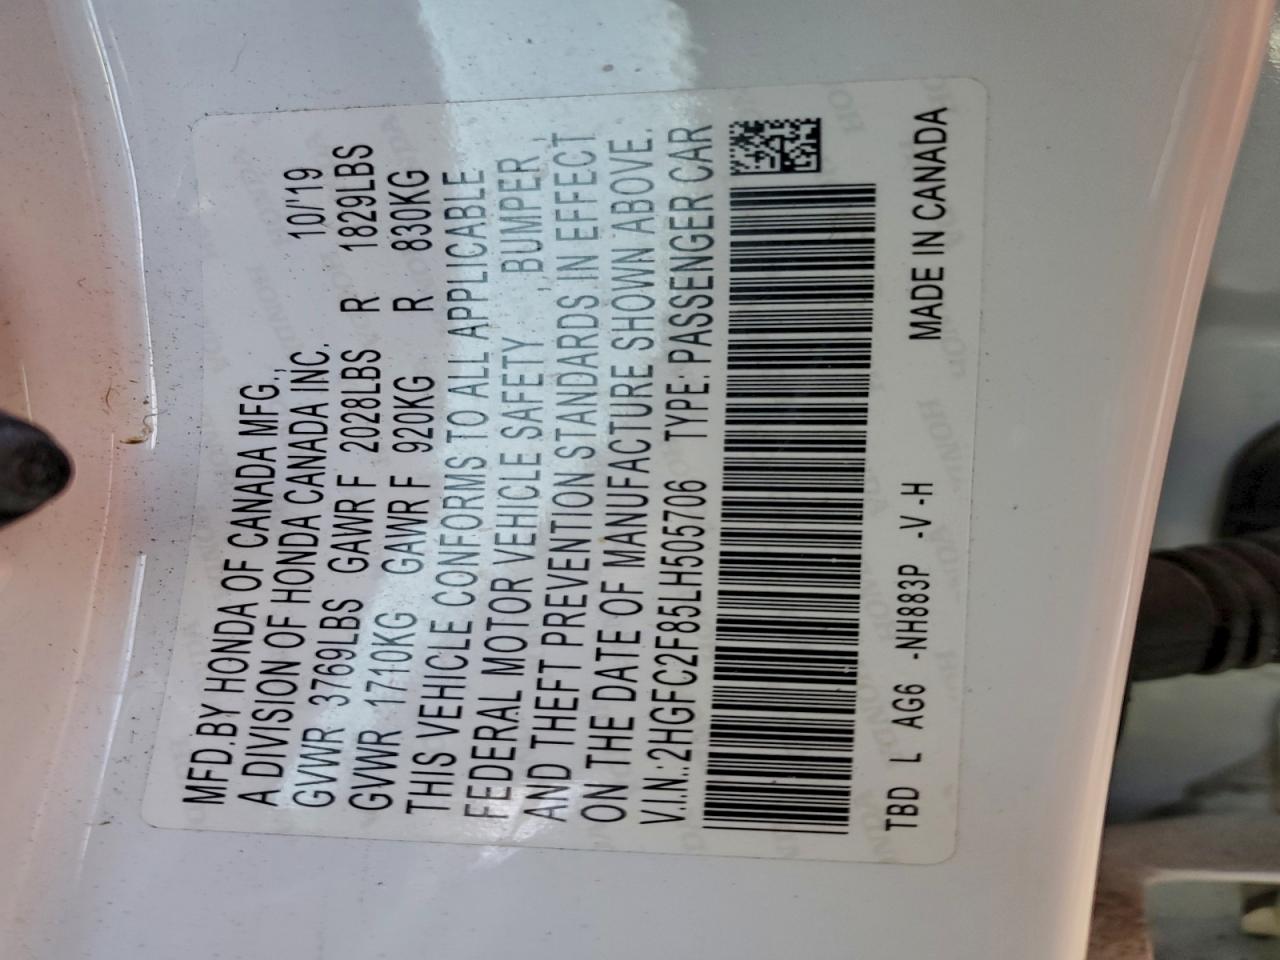 MFD.BY HONDA OF CANADA MFG., 10/'19
A DIVISION OF HONDA CANADA INC.
GVWR 3769LBS GAWR F 2028LBS R 1829LBS
GVWR 1710KG GAWR F 920KG R 830KG
THIS VEHICLE CONFORMS TO ALL APPLICABLE
FEDERAL MOTOR VEHICLE SAFETY , BUMPER ,
AND THEFT PREVENTION STANDARDS IN EFFECT
ON THE DATE OF MANUFACTURE SHOWN ABOVE.
V.I.N.:2HGFC2F85LH505706 TYPE: PASSENGER CAR
TBD L AG6 -NH883P -V -H MADE IN CANADA